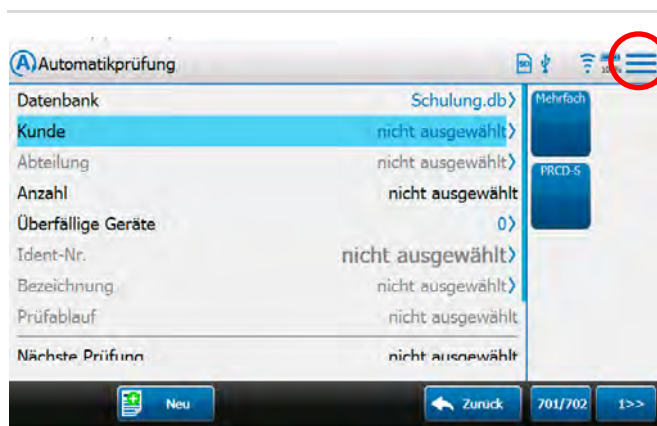 A Automatikprüfung
Datenbank Schulung.db
Kunde nicht ausgewählt
Abteilung nicht ausgewählt
Anzahl nicht ausgewählt
Überfällige Geräte 0
Ident-Nr. nicht ausgewählt
Bezeichnung nicht ausgewählt
Prüfablauf nicht ausgewählt
Nächste Prüfung nicht ausgewählt
Mehrfach
PRCD-S
Neu
Zurück
701/702
1>>